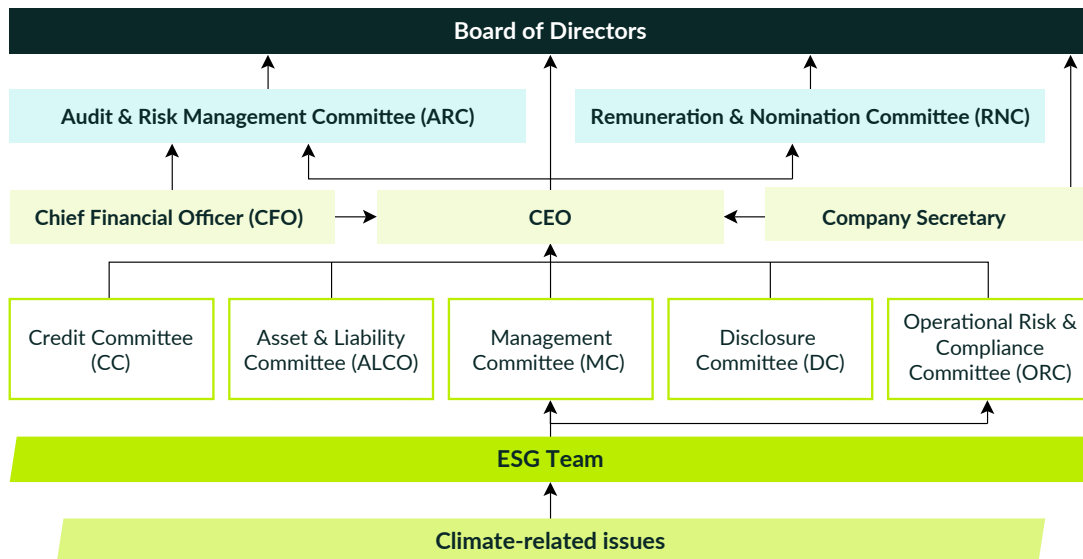 Board of Directors
Audit & Risk Management Committee (ARC)
Remuneration & Nomination Committee (RNC)
Chief Financial Officer (CFO)
CEO
Company Secretary
Credit Committee
(CC)
Asset & Liability
Committee (ALCO)
Management
Committee (MC)
Disclosure
Committee (DC)
Operational Risk &
Compliance
Committee (ORC)
ESG Team
Climate-related issues